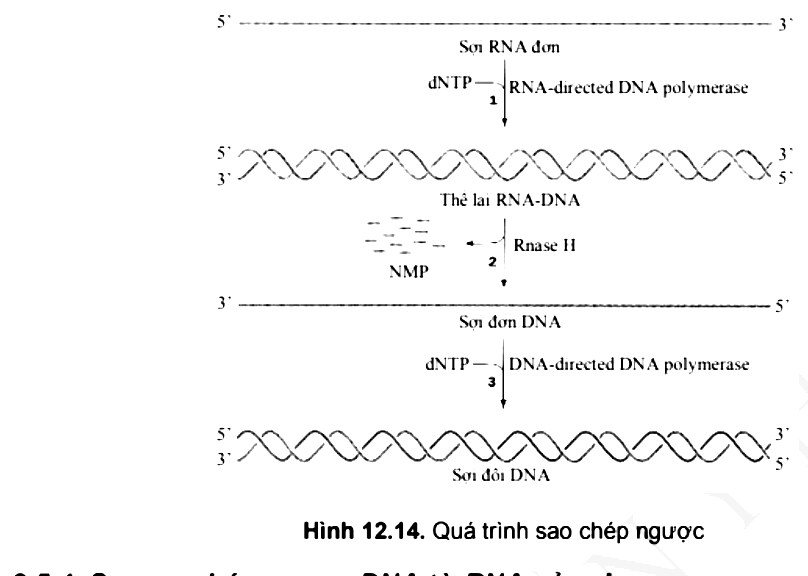 5' 3'
Sợi RNA đơn
dNTP RNA-directed DNA polymerase
1
5' 3'
3' 5'
Thể lai RNA-DNA
Rnase H
2
NMP
3' 5'
Sợi đơn DNA
dNTP DNA-directed DNA polymerase
3
5' 3'
3' 5'
Sợi đôi DNA
Hình 12.14. Quá trình sao chép ngược